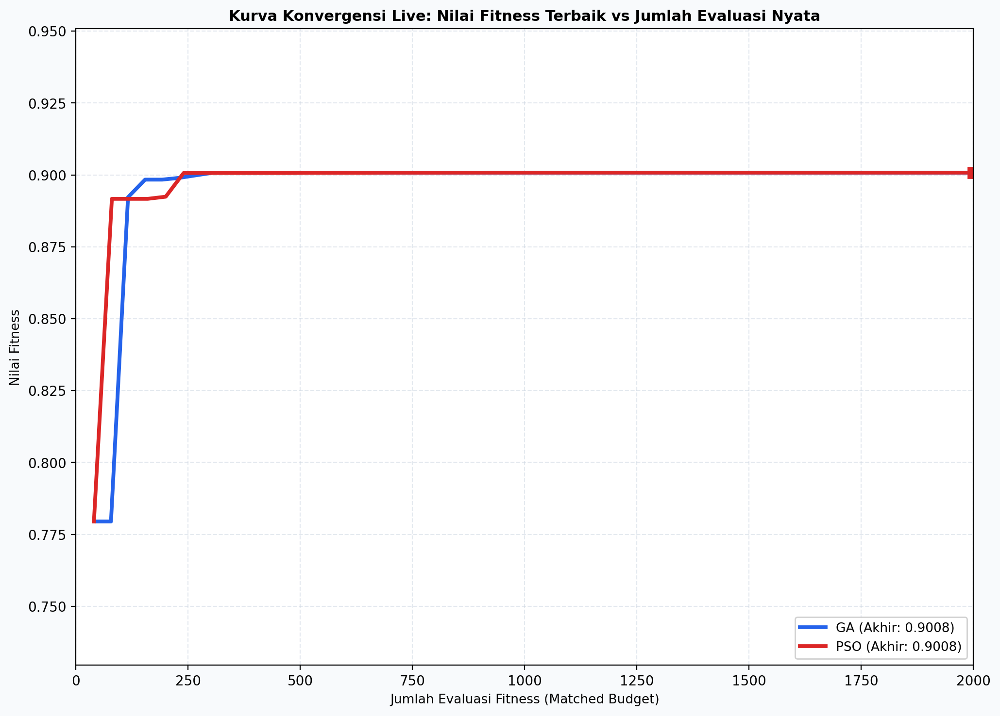 Kurva Konvergensi Live: Nilai Fitness Terbaik vs Jumlah Evaluasi Nyata
0.950
0.925
0.900
0.875
0.850
0.825
0.800
0.775
0.750
Nilai Fitness
GA (Akhir: 0.9008)
PSO (Akhir: 0.9008)
0 250 500 750 1000 1250 1500 1750 2000
Jumlah Evaluasi Fitness (Matched Budget)